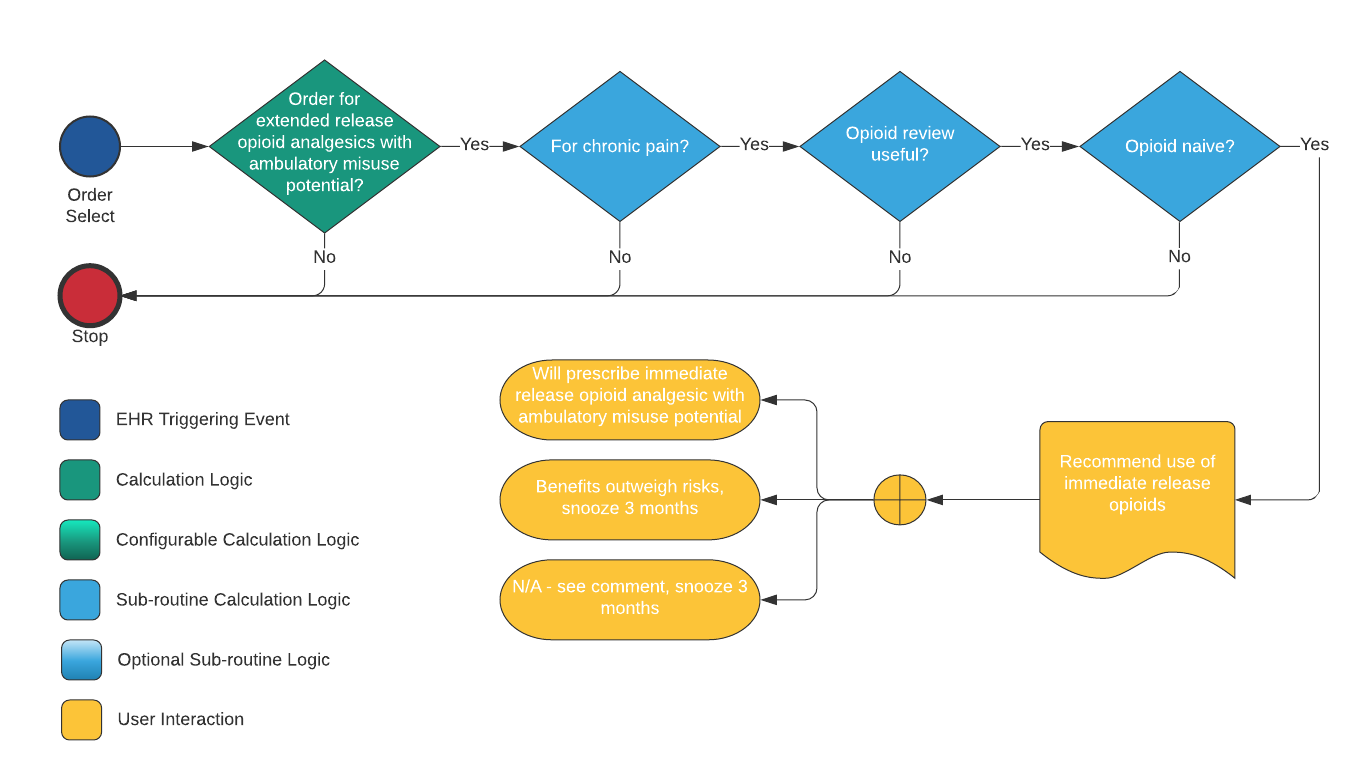 Order for
extended release
opioid analgesics with
ambulatory misuse
potential?
Yes
For chronic pain?
Yes
Opioid review
useful?
Yes
Opioid naive?
Yes
Order
Select
No
No
No
No
Stop
Will prescribe immediate
release opioid analgesic with
ambulatory misuse potential
Benefits outweigh risks,
snooze 3 months
N/A - see comment, snooze 3
months
Recommend use of
immediate release
opioids
EHR Triggering Event
Calculation Logic
Configurable Calculation Logic
Sub-routine Calculation Logic
Optional Sub-routine Logic
User Interaction